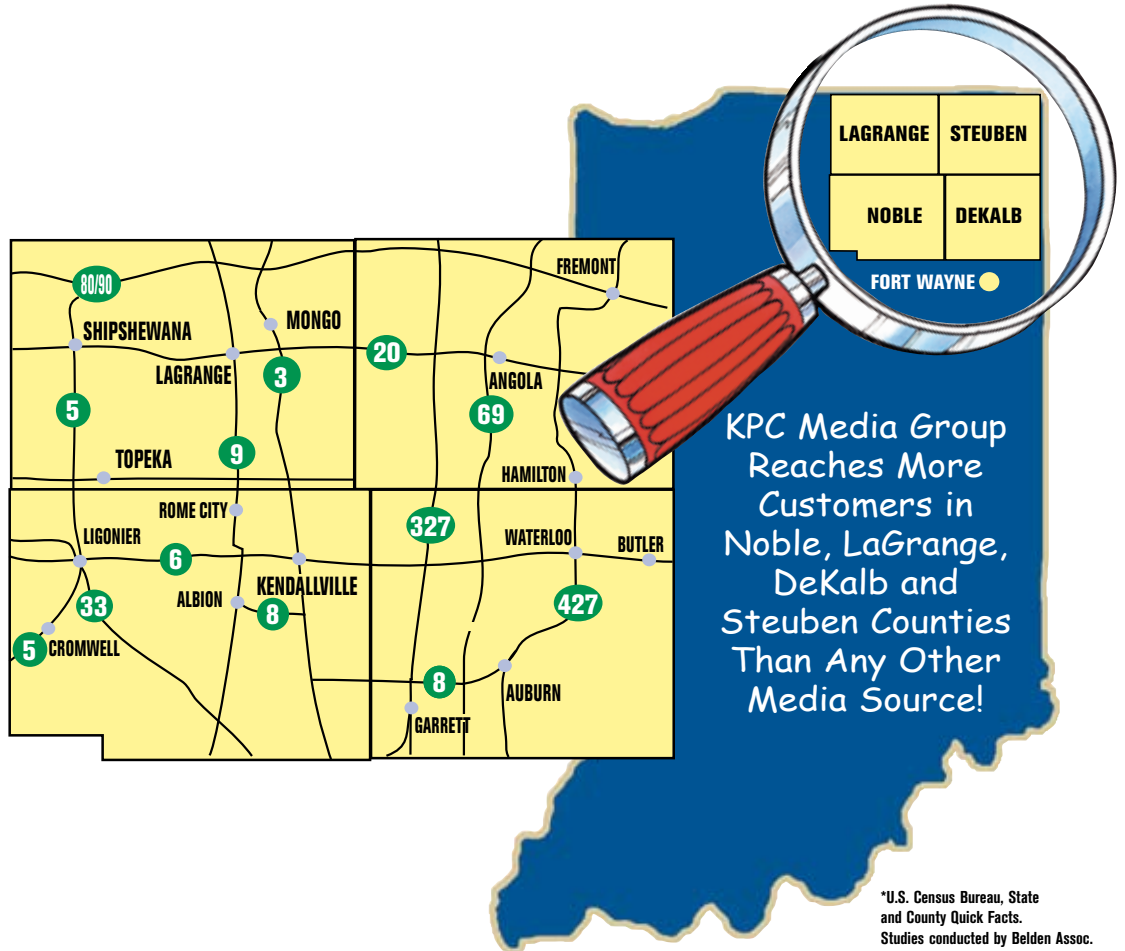 LAGRANGE STEUBEN
NOBLE DEKALB
FORT WAYNE
80/90
FREMONT
SHIPSHEWANA
MONGO
LAGRANGE
20
3
ANGOLA
5
69
9
TOPEKA
HAMILTON
ROME CITY
327
LIGONIER
WATERLOO
BUTLER
6
KENDALLVILLE
ALBION
33
8
427
5
CROMWELL
8
AUBURN
GARRETT
KPC Media Group
Reaches More
Customers in
Noble, LaGrange,
DeKalb and
Steuben Counties
Than Any Other
Media Source!
*U.S. Census Bureau, State
and County Quick Facts.
Studies conducted by Belden Assoc.